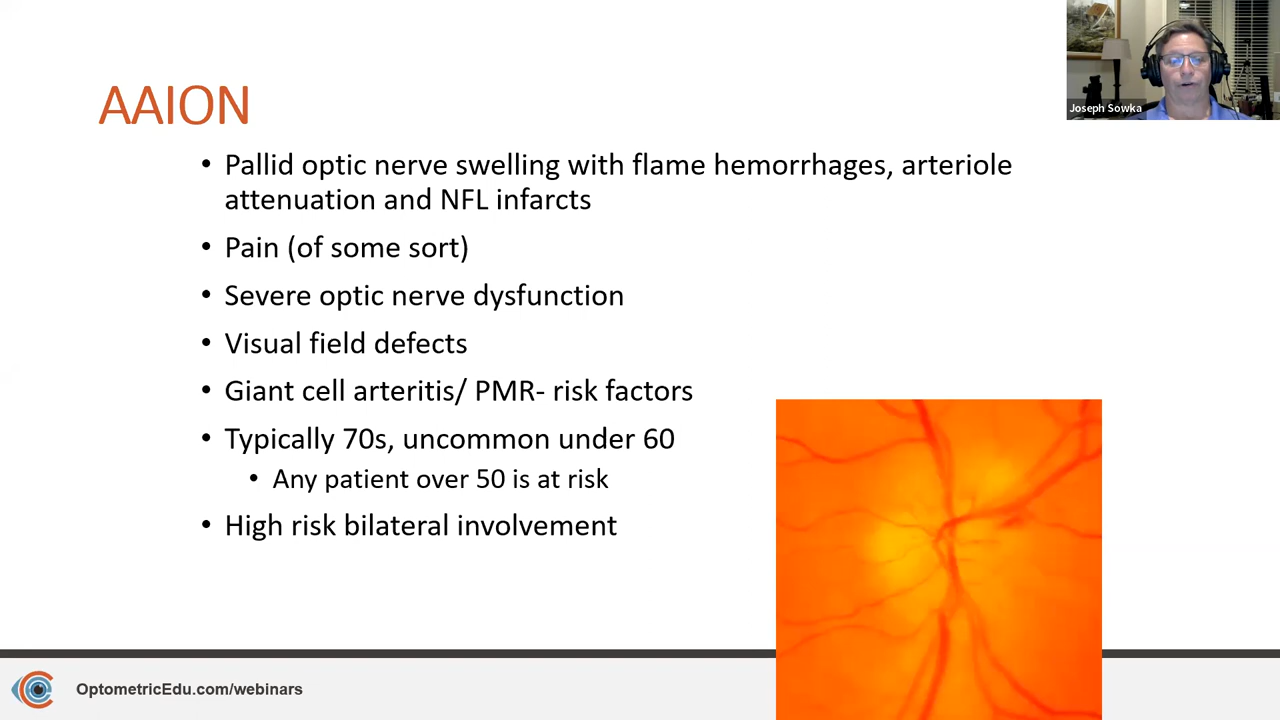 Joseph Sowka
AAION
• Pallid optic nerve swelling with flame hemorrhages, arteriole
attenuation and NFL infarcts
• Pain (of some sort)
• Severe optic nerve dysfunction
• Visual field defects
• Giant cell arteritis/ PMR- risk factors
• Typically 70s, uncommon under 60
• Any patient over 50 is at risk
• High risk bilateral involvement
OptometricEdu.com/webinars